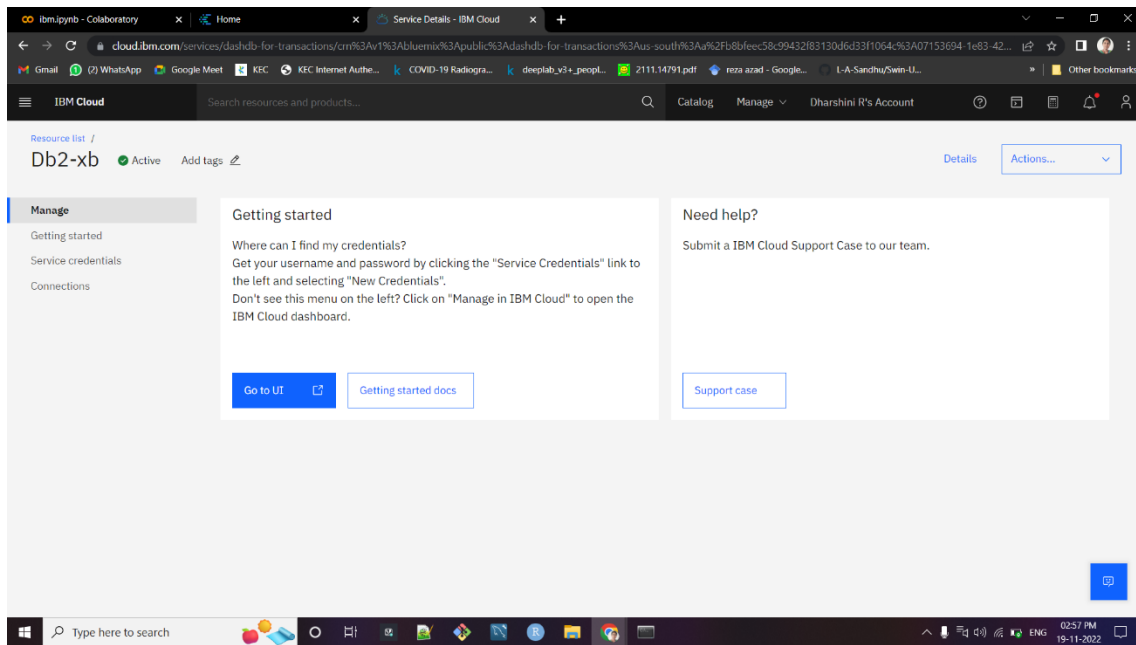 ibm.ipynb - Colaboratory
Home
Service Details - IBM Cloud
cloud.ibm.com/services/dashdb-for-transactions/crn%3Av1%3Abluemix%3Apublic%3Adashdb-for-transactions%3Aus-south%3Aa%2Fb8bfeec58c99432f83130d6d33f1064c%3A07153694-1e83-42...
Gmail
(2) WhatsApp
Google Meet
KEC
KEC Internet Authe...
COVID-19 Radiogra...
deeplab_v3+_peopl...
2111.14791.pdf
reza azad - Google...
L-A-Sandhu/Swin-U...
»
Other bookmarks
IBM Cloud
Search resources and products...
Catalog
Manage
Dharshini R's Account
Resource list /
Db2-xb
Active
Add tags
Details
Actions...
Manage
Getting started
Service credentials
Connections
Getting started
Where can I find my credentials?
Get your username and password by clicking the "Service Credentials" link to
the left and selecting "New Credentials".
Don't see this menu on the left? Click on "Manage in IBM Cloud" to open the
IBM Cloud dashboard.
Go to UI
Getting started docs
Need help?
Submit a IBM Cloud Support Case to our team.
Support case
Type here to search
ENG
02:57 PM
19-11-2022